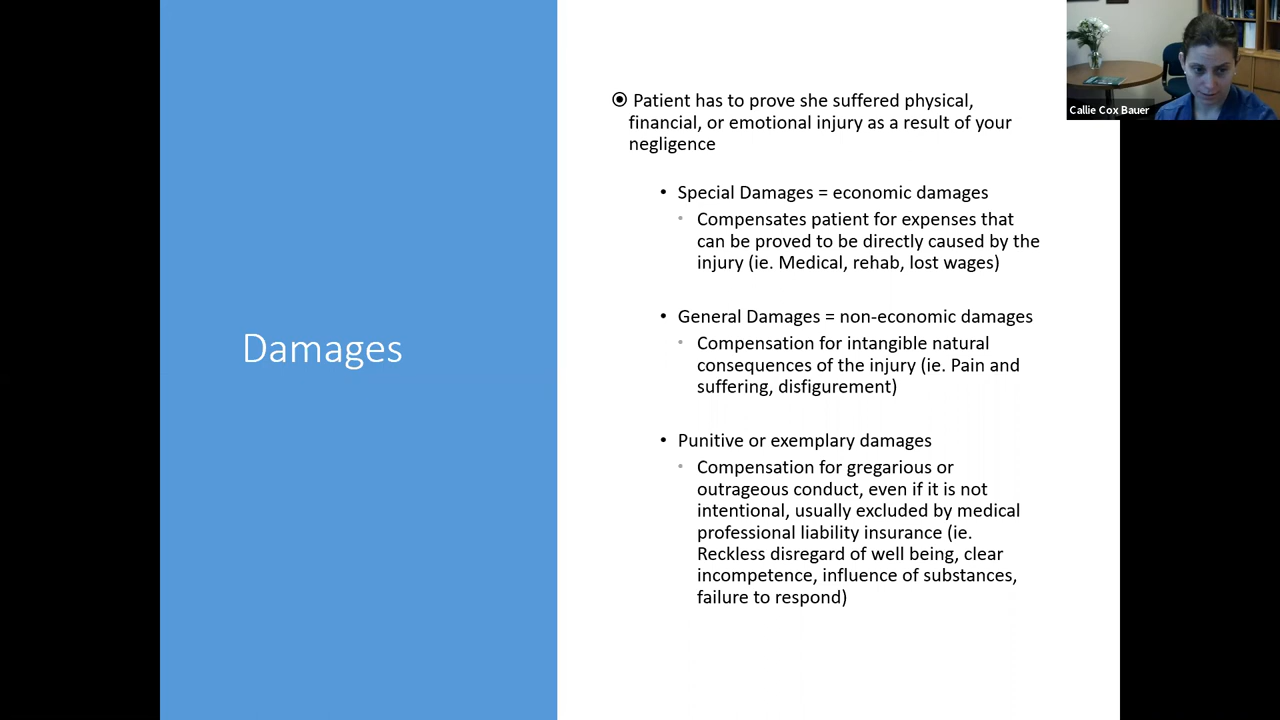 Damages
Patient has to prove she suffered physical,
financial, or emotional injury as a result of your
negligence
• Special Damages = economic damages
• Compensates patient for expenses that
can be proved to be directly caused by the
injury (ie. Medical, rehab, lost wages)
• General Damages = non-economic damages
• Compensation for intangible natural
consequences of the injury (ie. Pain and
suffering, disfigurement)
• Punitive or exemplary damages
• Compensation for gregarious or
outrageous conduct, even if it is not
intentional, usually excluded by medical
professional liability insurance (ie.
Reckless disregard of well being, clear
incompetence, influence of substances,
failure to respond)
Callie Cox Bauer